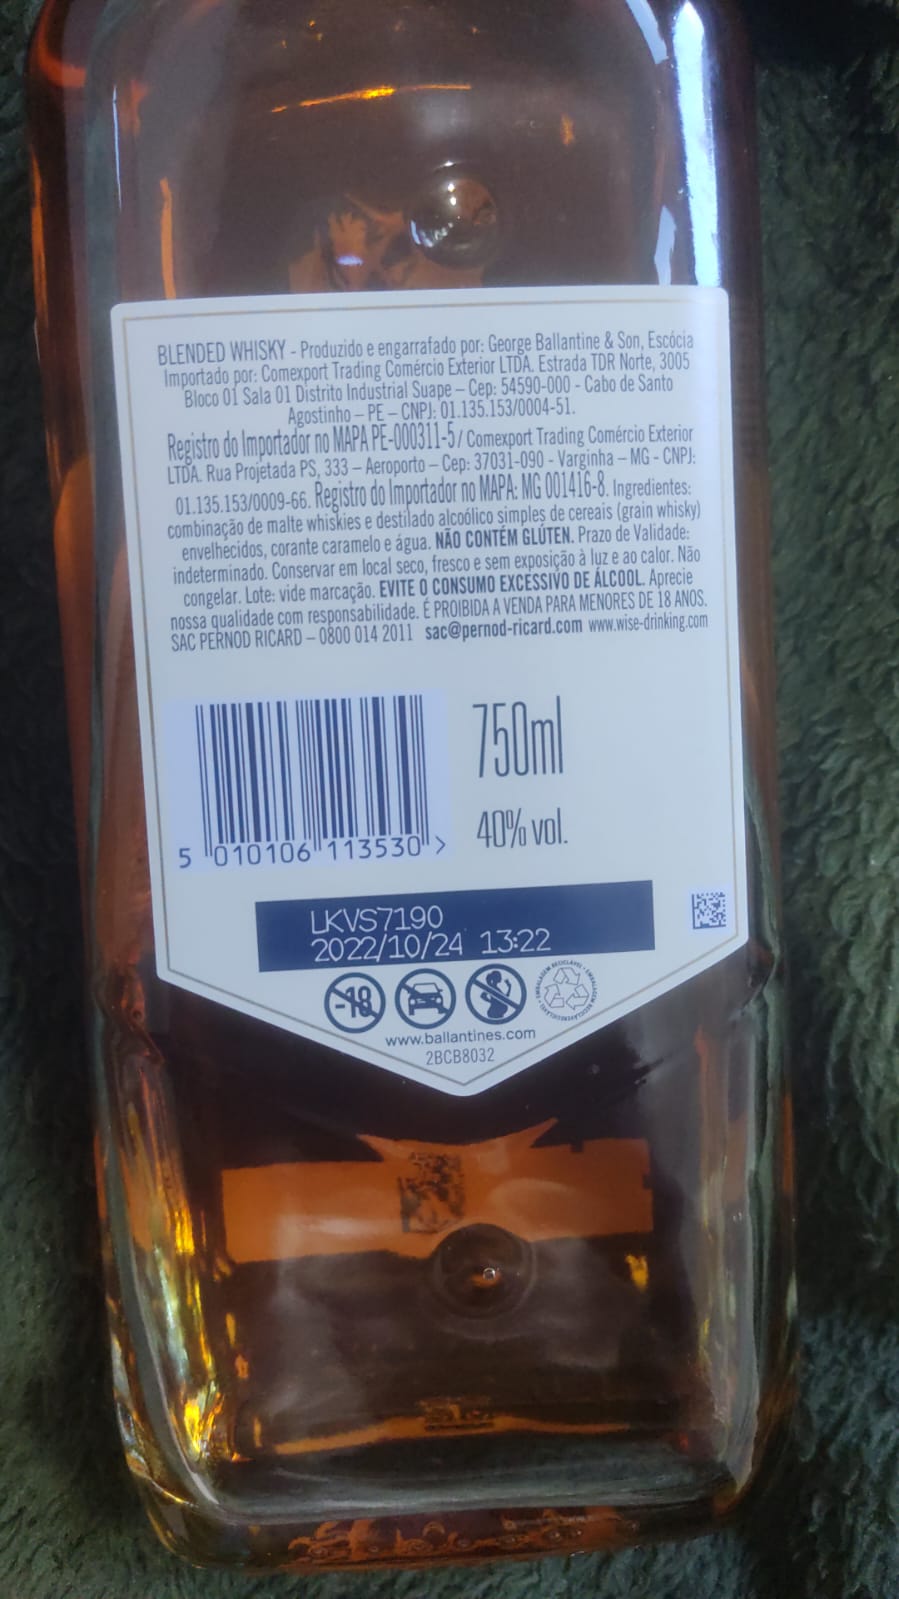 BLENDED WHISKY - Produzido e engarrafado por: George Ballantine & Son, Escócia
Importado por: Comexport Trading Comércio Exterior LTDA. Estrada TDR Norte, 3005
Bloco 01 Sala 01 Distrito Industrial Suape – Cep: 54590-000 - Cabo de Santo
Agostinho – PE – CNPJ: 01.135.153/0004-51.
Registro do Importador no MAPA PE-000311-5/ Comexport Trading Comércio Exterior
LTDA. Rua Projetada PS, 333 – Aeroporto – Cep: 37031-090 - Varginha – MG - CNPJ:
01.135.153/0009-66. Registro do Importador no MAPA: MG 001416-8. Ingredientes:
combinação de malte whiskies e destilado alcoólico simples de cereais (grain whisky)
envelhecidos, corante caramelo e água. NÃO CONTÉM GLÚTEN. Prazo de Validade:
indeterminado. Conservar em local seco, fresco e sem exposição à luz e ao calor. Não
congelar. Lote: vide marcação. EVITE O CONSUMO EXCESSIVO DE ÁLCOOL. Aprecie
nossa qualidade com responsabilidade. É PROIBIDA A VENDA PARA MENORES DE 18 ANOS.
SAC PERNOD RICARD – 0800 014 2011 sac@pernod-ricard.com www.wise-drinking.com
750ml
40% vol.
5 010106 113530 >
LKVS7190
2022/10/24 13:22
-18
EMBALAGEM RECICLÁVEL • EMBALAGEM RECICLÁVEL •
www.ballantines.com
2BCB8032